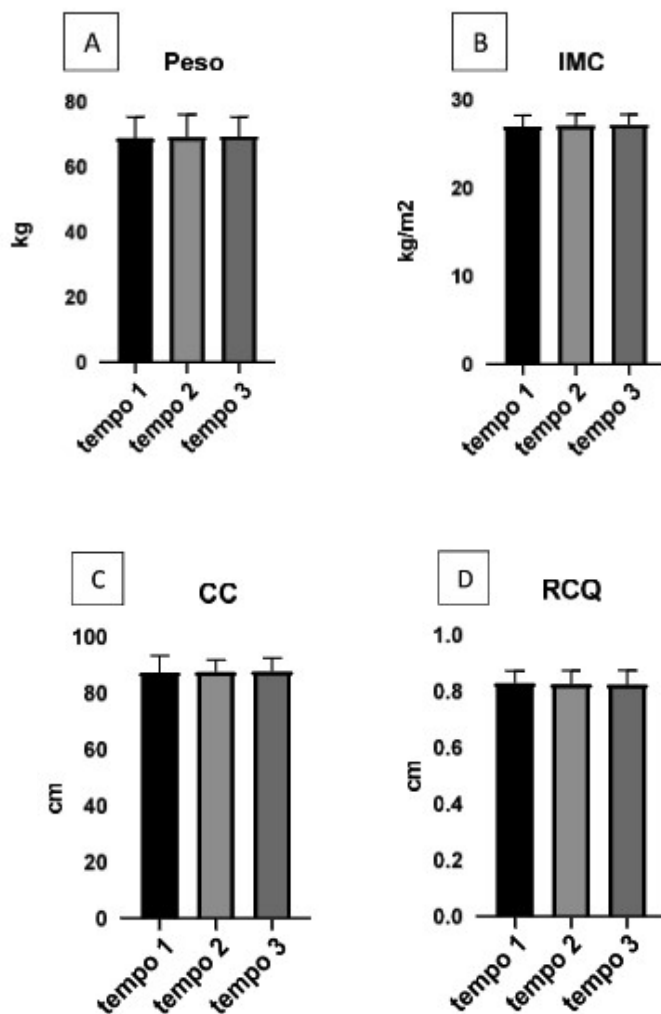 A
Peso
80
60
40
20
0
kg
tempo 1
tempo 2
tempo 3
B
IMC
30
20
10
0
kg/m2
tempo 1
tempo 2
tempo 3
C
CC
100
80
60
40
20
0
cm
tempo 1
tempo 2
tempo 3
D
RCQ
1.0
0.8
0.6
0.4
0.2
0.0
cm
tempo 1
tempo 2
tempo 3